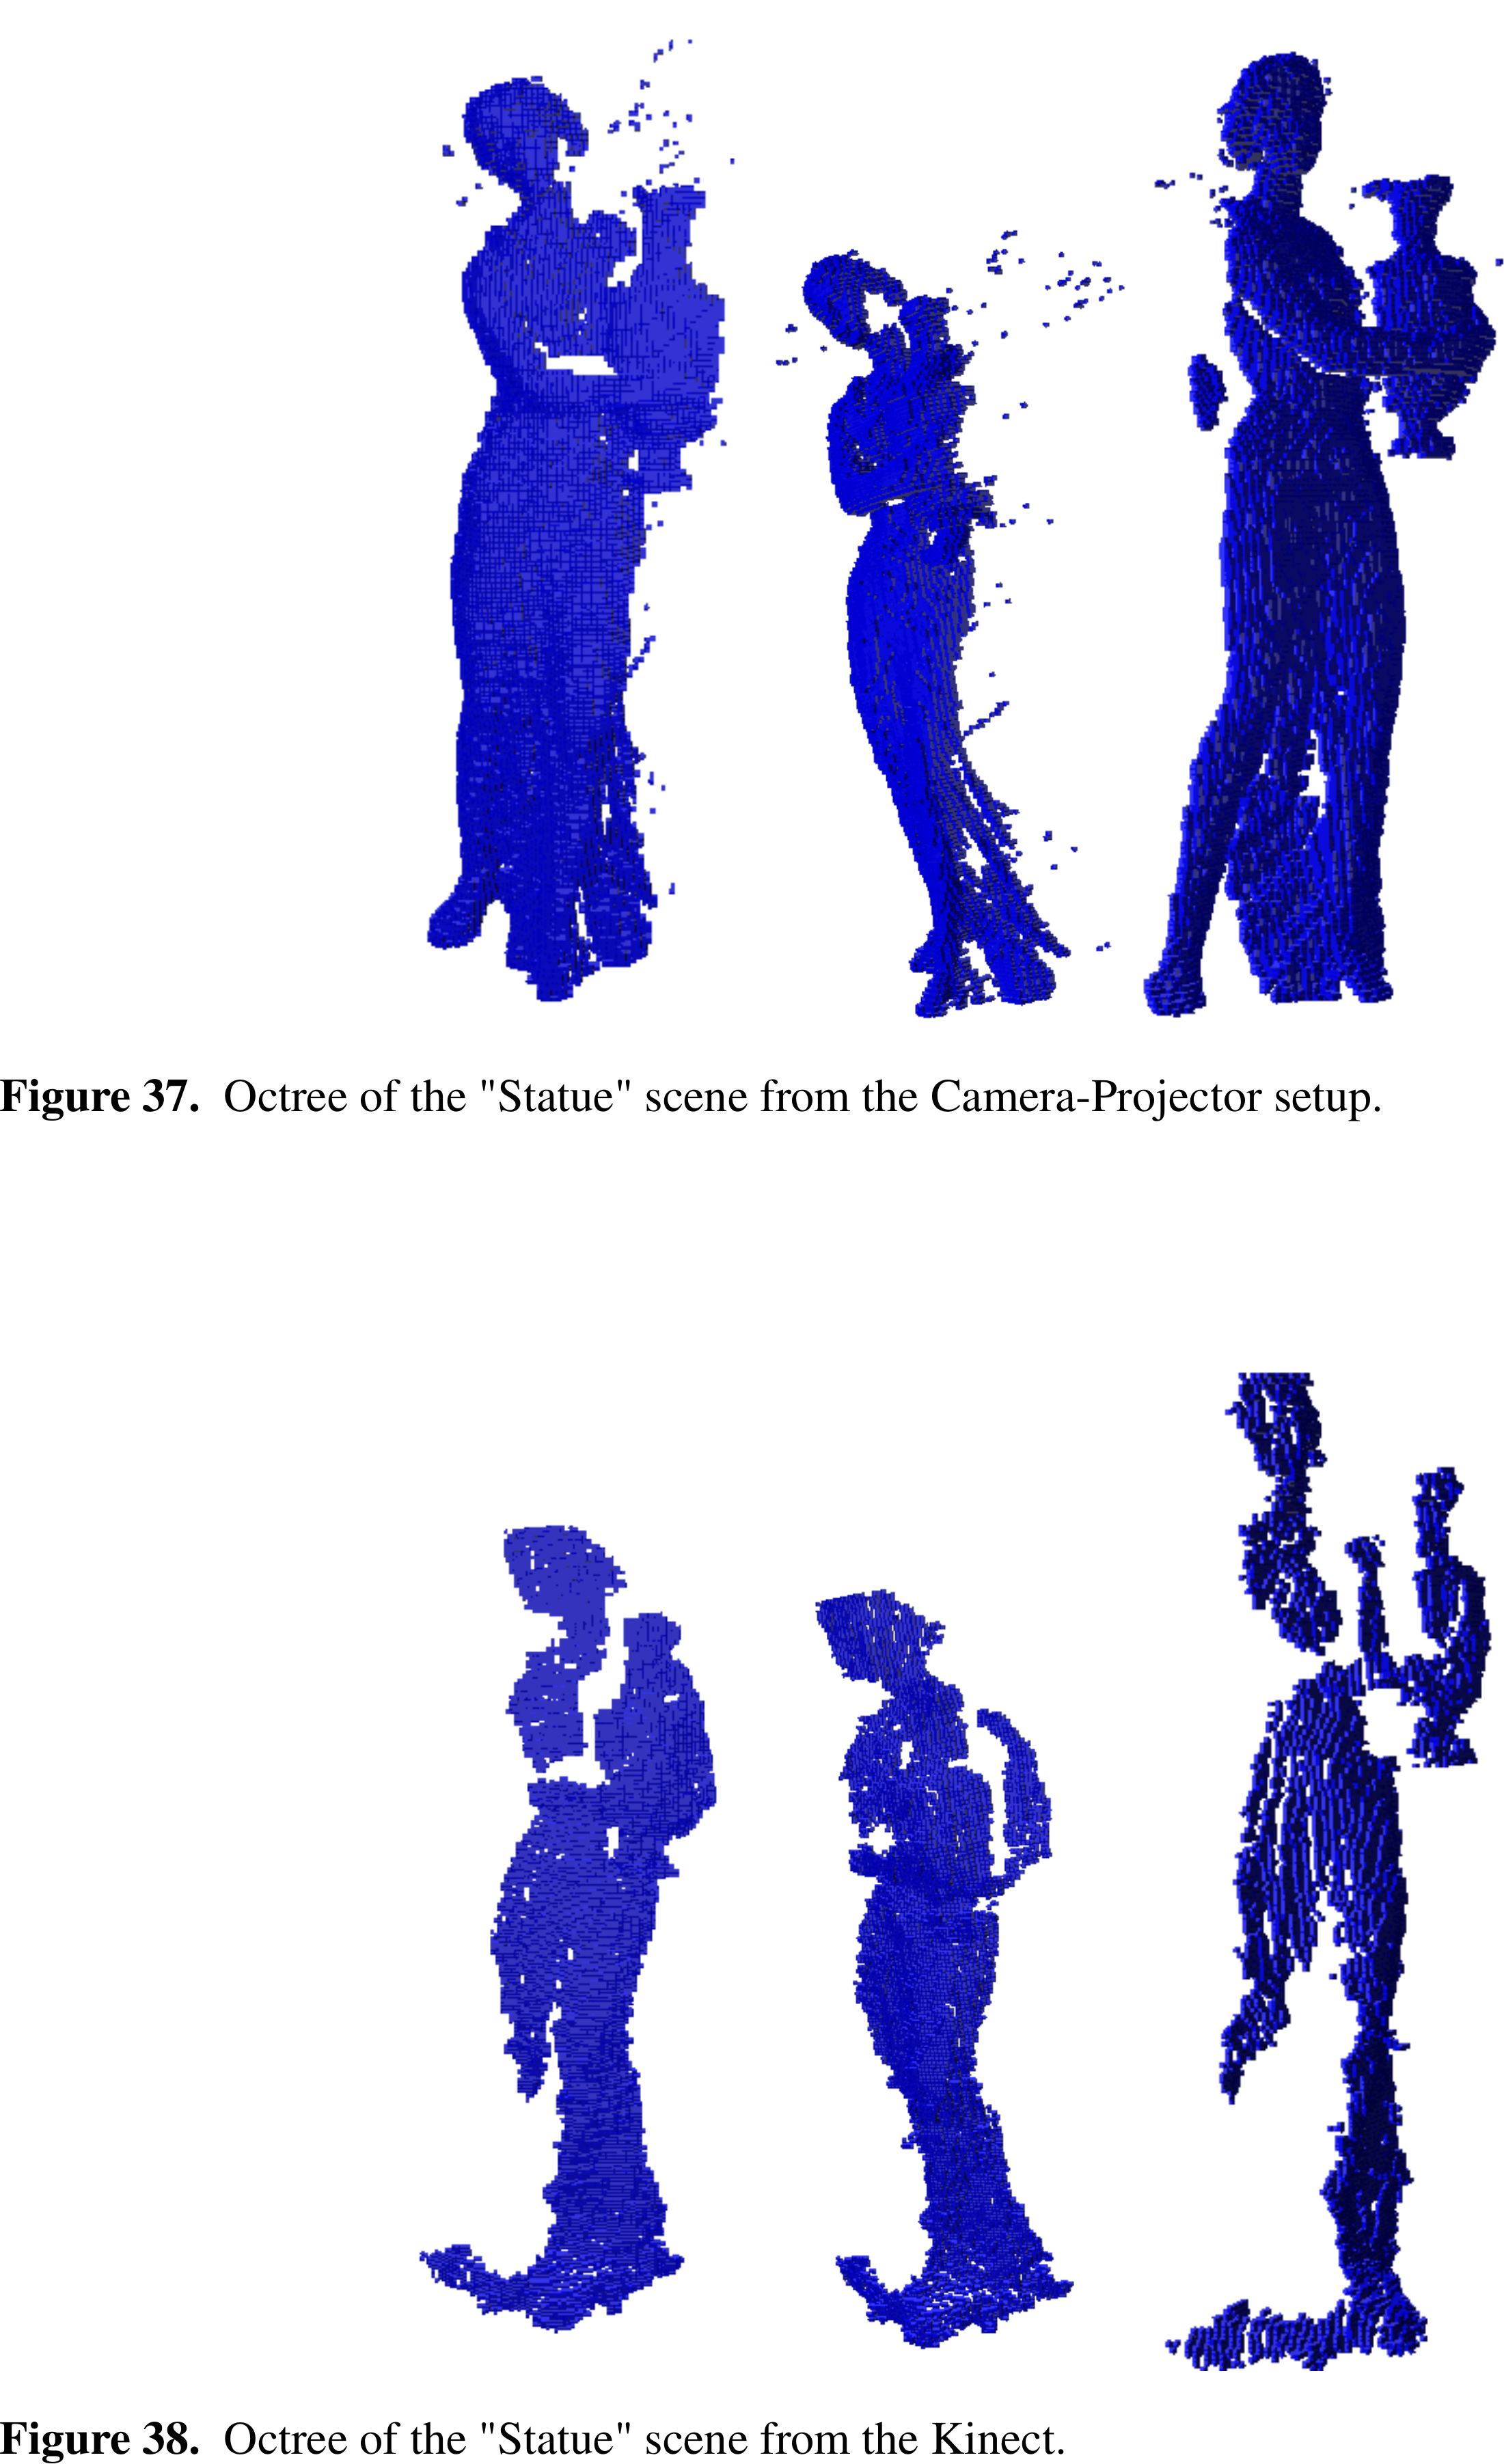 Figure 37. Octree of the "Statue" scene from the Camera-Projector setup.
Figure 38. Octree of the "Statue" scene from the Kinect.